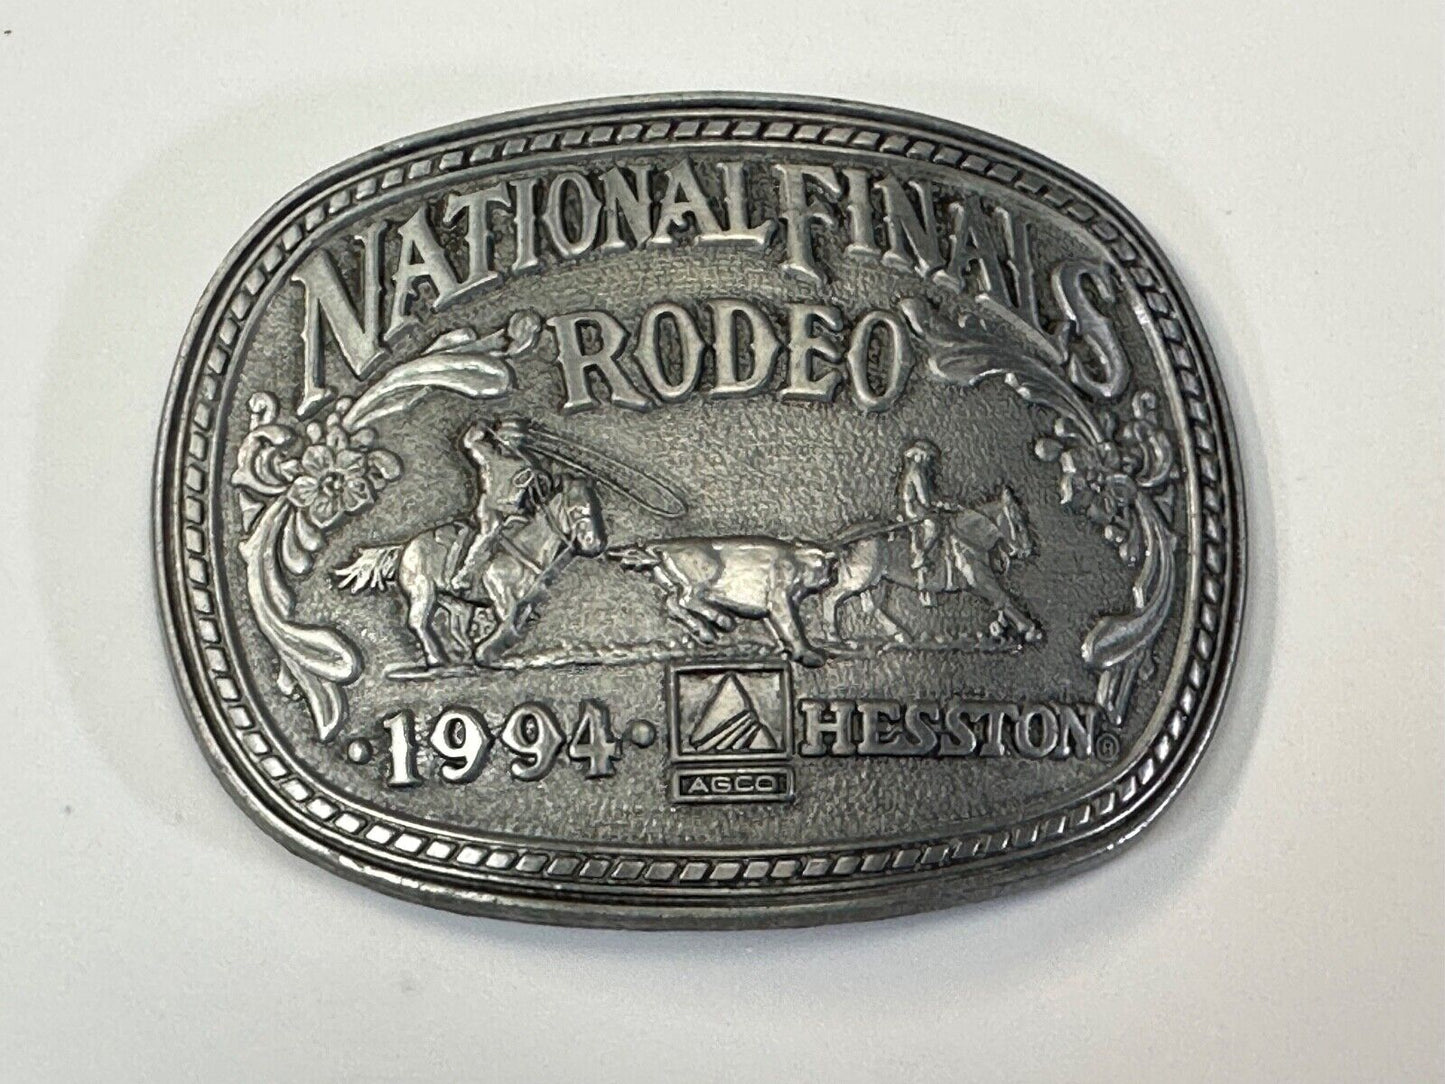 NATIONAL FINALS
RODEO
·1994· HESSTON®
AGCO